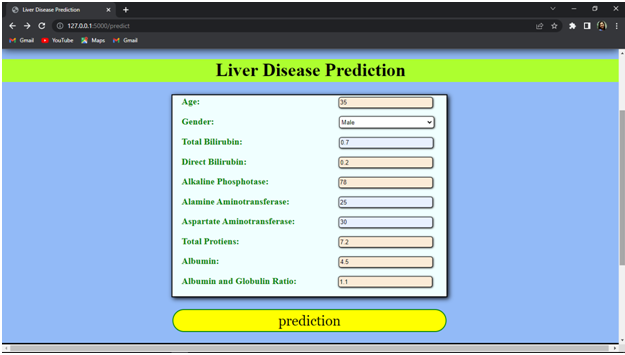 Liver Disease Prediction
127.0.0.1:5000/predict
Gmail YouTube Maps Gmail
Liver Disease Prediction
Age: 35
Gender: Male
Total Bilirubin: 0.7
Direct Bilirubin: 0.2
Alkaline Phosphotase: 78
Alamine Aminotransferase: 25
Aspartate Aminotransferase: 30
Total Protiens: 7.2
Albumin: 4.5
Albumin and Globulin Ratio: 1.1
prediction